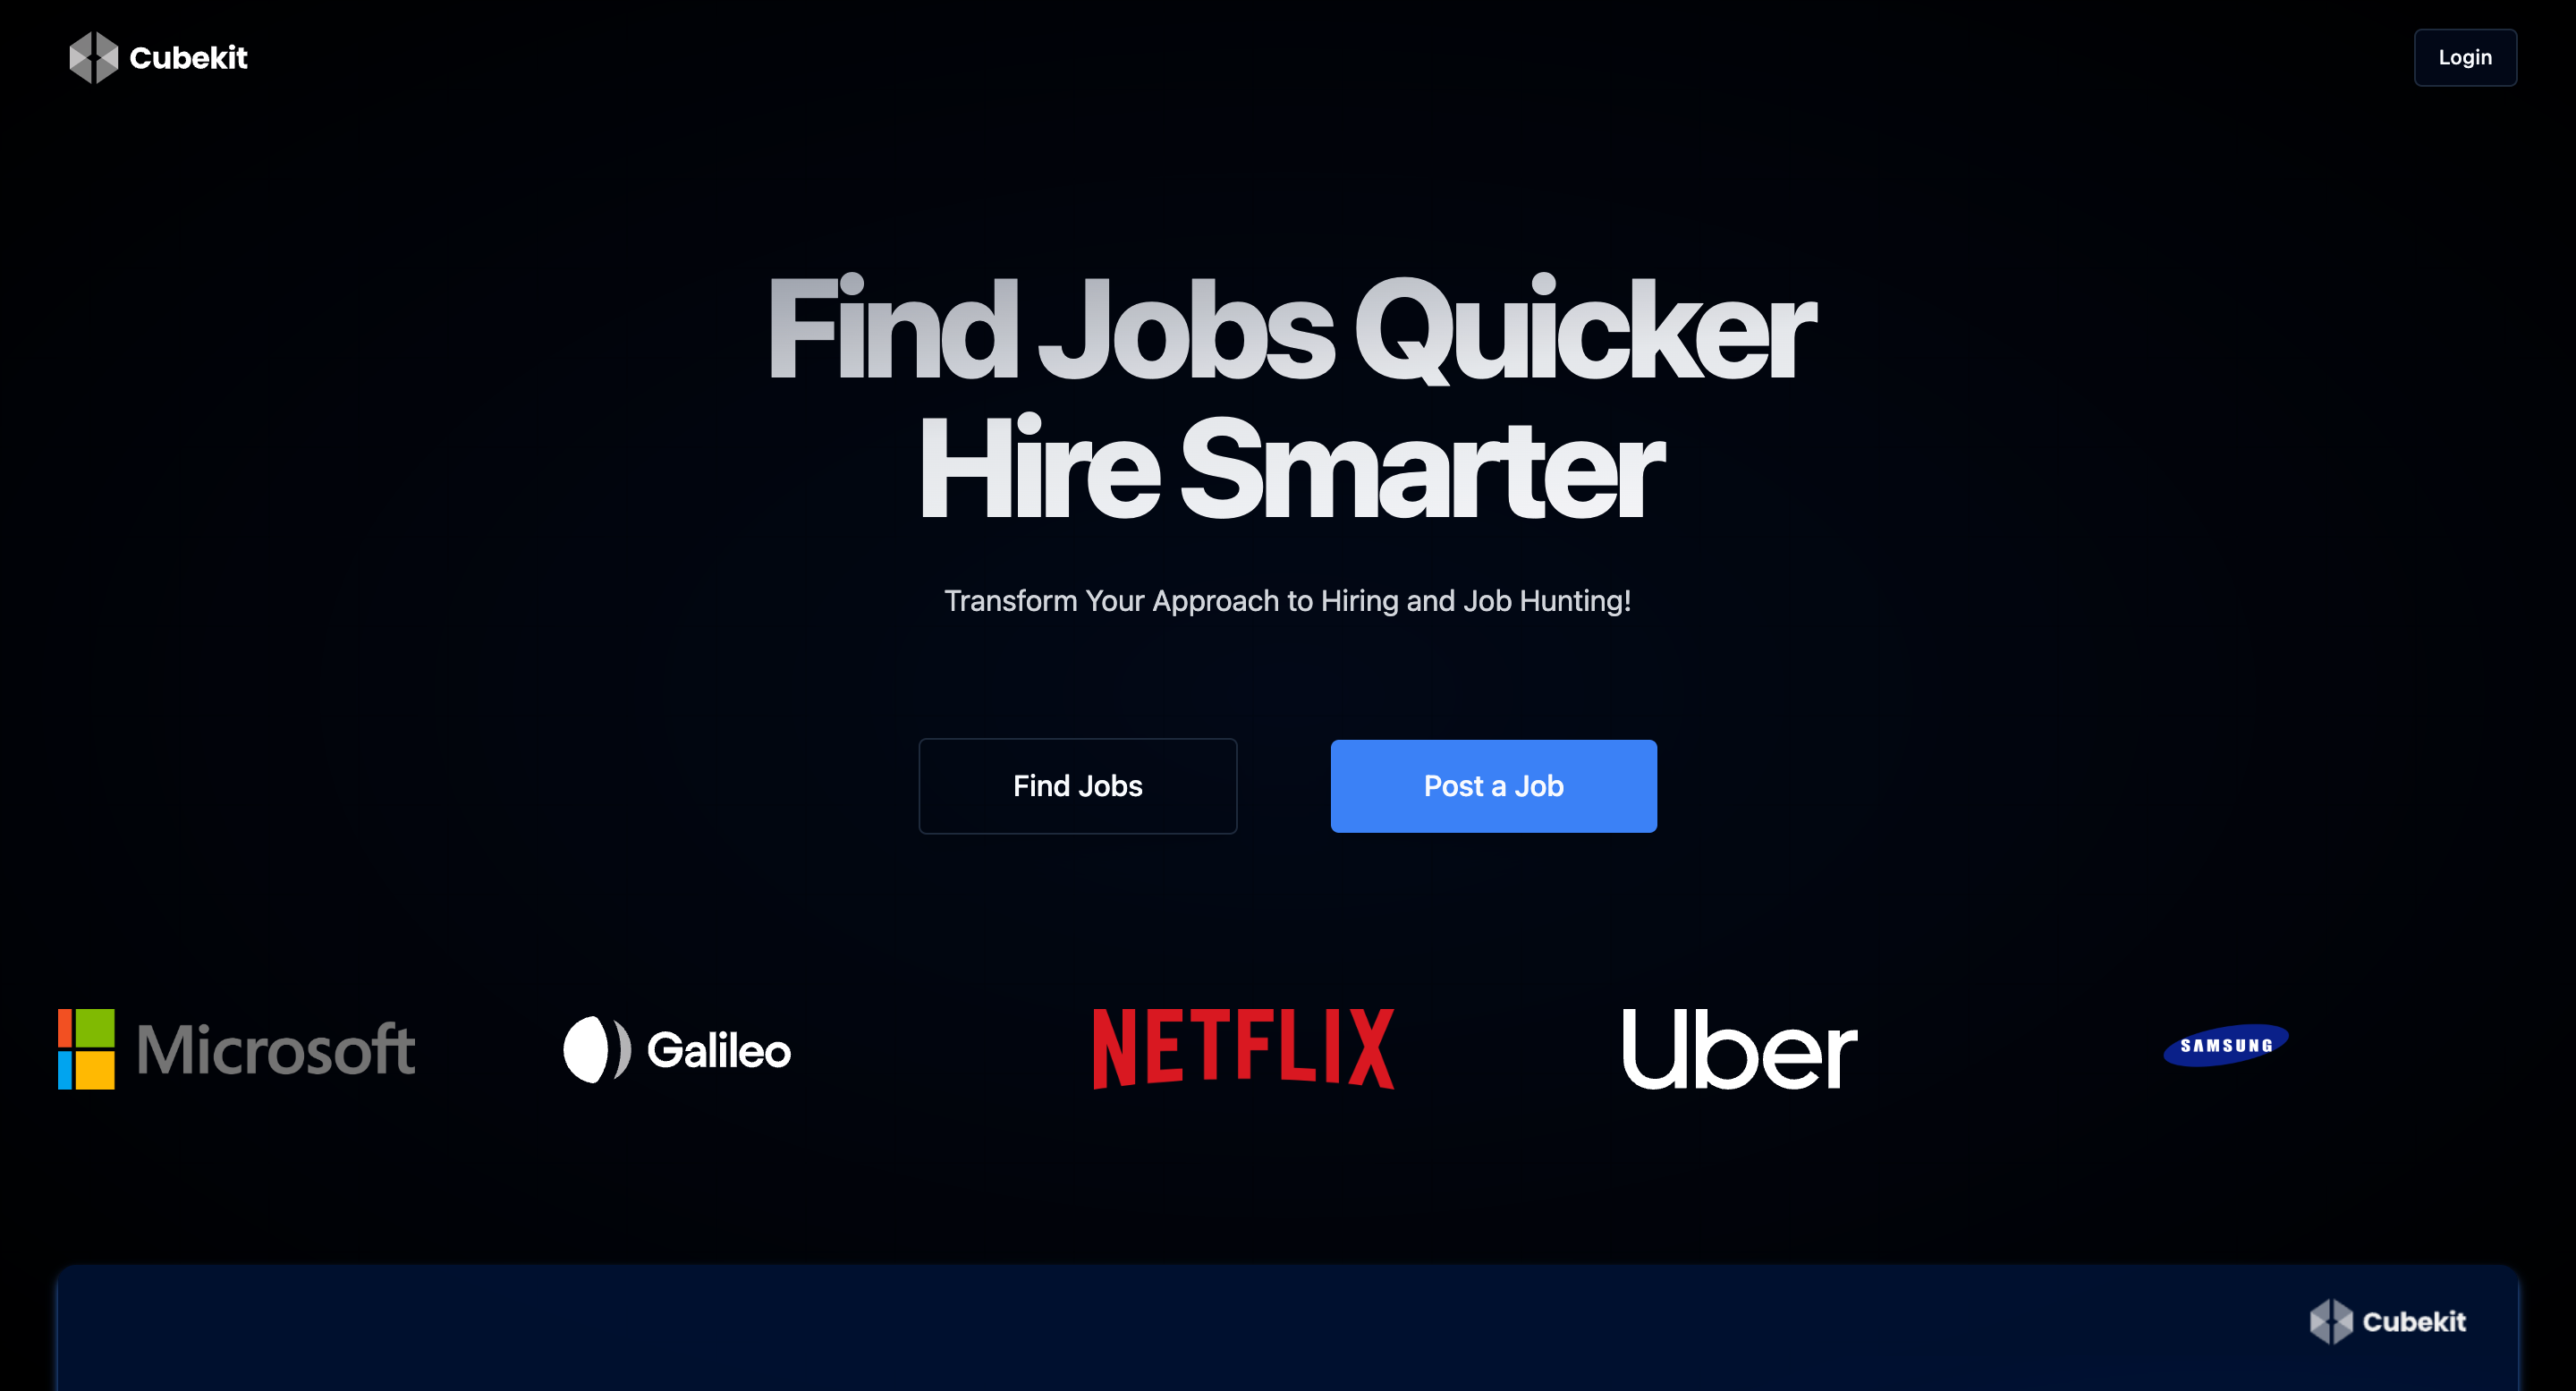 Cubekit
Login
Find Jobs Quicker
Hire Smarter
Transform Your Approach to Hiring and Job Hunting!
Find Jobs
Post a Job
Microsoft
Galileo
NETFLIX
Uber
SAMSUNG
Cubekit